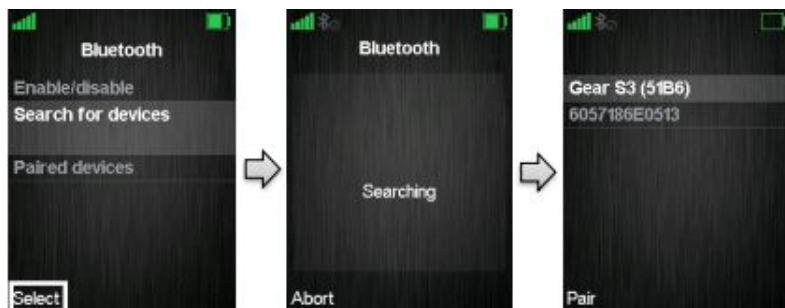 Bluetooth
Enable/disable
Search for devices
Paired devices
Select
Bluetooth
Searching
Abort
Gear S3 (51B6)
6057186E0513
Pair